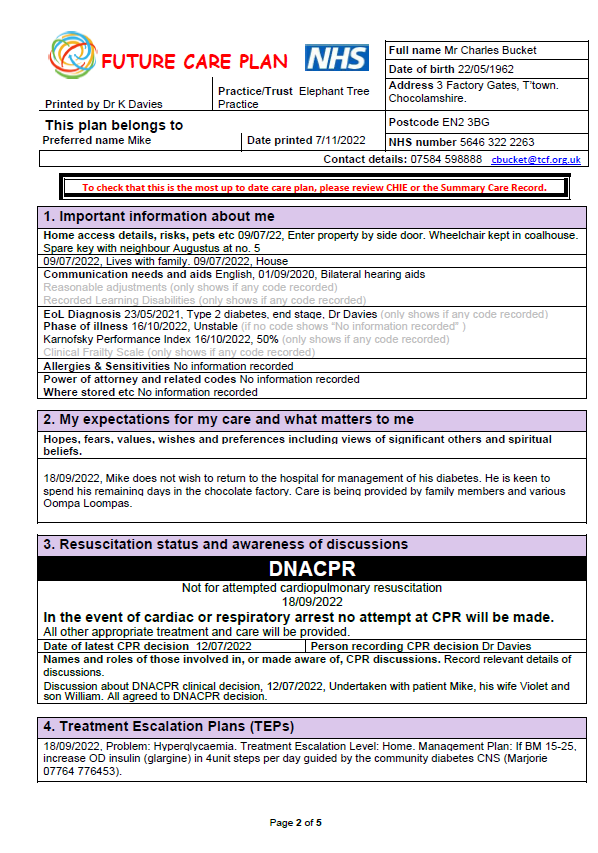 FUTURE CARE PLAN
NHS
Full name Mr Charles Bucket
Date of birth 22/05/1962
Printed by Dr K Davies
Practice/Trust Elephant Tree
Practice
Address 3 Factory Gates, T'town.
Chocolamshire.
This plan belongs to
Postcode EN2 3BG
Preferred name Mike
Date printed 7/11/2022
NHS number 5646 322 2263
Contact details: 07584 598888 cbucket@tcf.org.uk
To check that this is the most up to date care plan, please review CHIE or the Summary Care Record.
1. Important information about me
Home access details, risks, pets etc 09/07/22, Enter property by side door. Wheelchair kept in coalhouse.
Spare key with neighbour Augustus at no. 5
09/07/2022, Lives with family. 09/07/2022, House
Communication needs and aids English, 01/09/2020, Bilateral hearing aids
Reasonable adjustments (only shows if any code recorded)
Recorded Learning Disabilities (only shows if any code recorded)
EoL Diagnosis 23/05/2021, Type 2 diabetes, end stage, Dr Davies (only shows if any code recorded)
Phase of illness 16/10/2022, Unstable (if no code shows "No information recorded" )
Karnofsky Performance Index 16/10/2022, 50% (only shows if any code recorded)
Clinical Frailty Scale (only shows if any code recorded)
Allergies & Sensitivities No information recorded
Power of attorney and related codes No information recorded
Where stored etc No information recorded
2. My expectations for my care and what matters to me
Hopes, fears, values, wishes and preferences including views of significant others and spiritual
beliefs.
18/09/2022, Mike does not wish to return to the hospital for management of his diabetes. He is keen to
spend his remaining days in the chocolate factory. Care is being provided by family members and various
Oompa Loompas.
3. Resuscitation status and awareness of discussions
DNACPR
Not for attempted cardiopulmonary resuscitation
18/09/2022
In the event of cardiac or respiratory arrest no attempt at CPR will be made.
All other appropriate treatment and care will be provided.
Date of latest CPR decision 12/07/2022
Person recording CPR decision Dr Davies
Names and roles of those involved in, or made aware of, CPR discussions. Record relevant details of
discussions.
Discussion about DNACPR clinical decision, 12/07/2022, Undertaken with patient Mike, his wife Violet and
son William. All agreed to DNACPR decision.
4. Treatment Escalation Plans (TEPs)
18/09/2022, Problem: Hyperglycaemia. Treatment Escalation Level: Home. Management Plan: If BM 15-25,
increase OD insulin (glargine) in 4unit steps per day guided by the community diabetes CNS (Marjorie
07764 776453).
Page 2 of 5